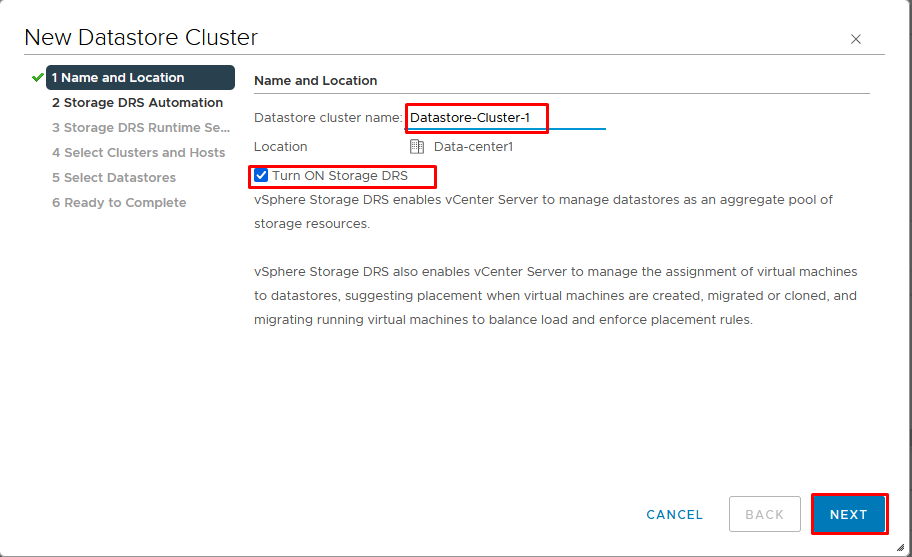 New Datastore Cluster
1 Name and Location
2 Storage DRS Automation
3 Storage DRS Runtime Se...
4 Select Clusters and Hosts
5 Select Datastores
6 Ready to Complete
Name and Location
Datastore cluster name: Datastore-Cluster-1
Location Data-center1
Turn ON Storage DRS
vSphere Storage DRS enables vCenter Server to manage datastores as an aggregate pool of
storage resources.
vSphere Storage DRS also enables vCenter Server to manage the assignment of virtual machines
to datastores, suggesting placement when virtual machines are created, migrated or cloned, and
migrating running virtual machines to balance load and enforce placement rules.
CANCEL BACK NEXT